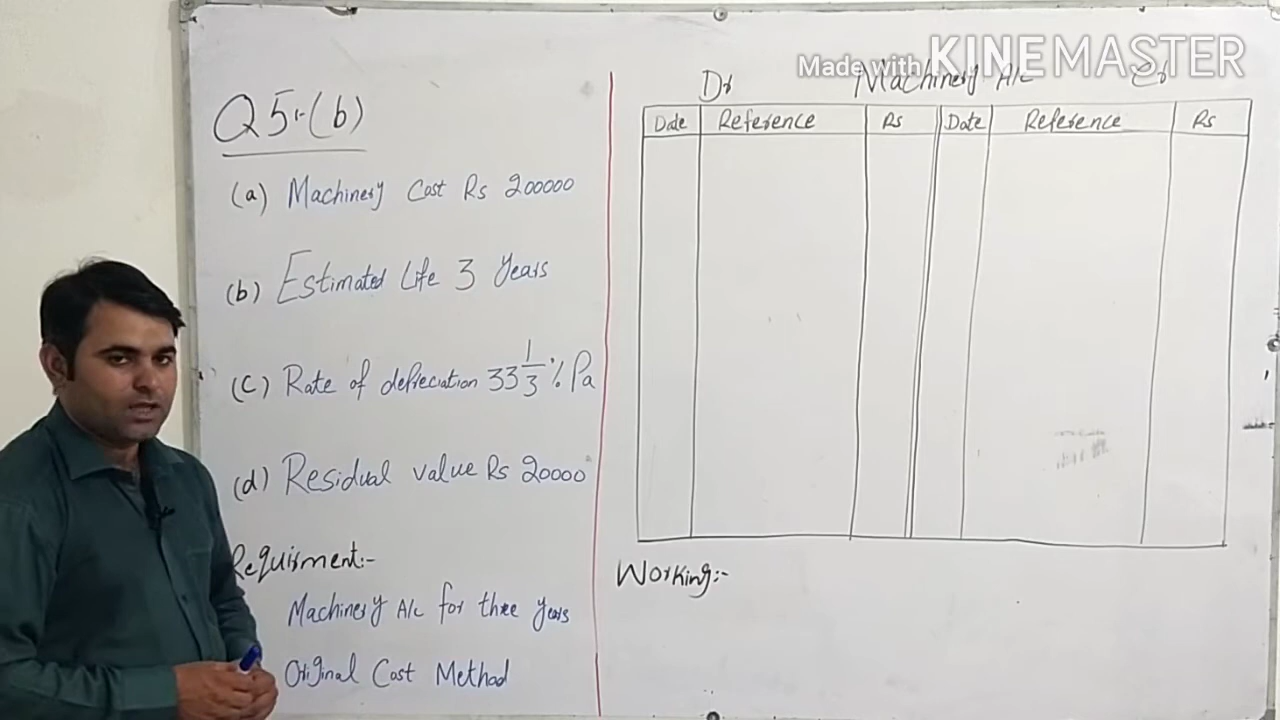 Made with KINEMASTER
Q5:-(b)
(a) Machinery Cost Rs 200000
(b) Estimated Life 3 Years
(C) Rate of depreciation 33 1/3 % Pa
(d) Residual value Rs 20000
Requirment:-
Machinery A/c for three years
Original Cost Method
Dr Machinery A/c Cr
Date Reference Rs Date Reference Rs
Working:-